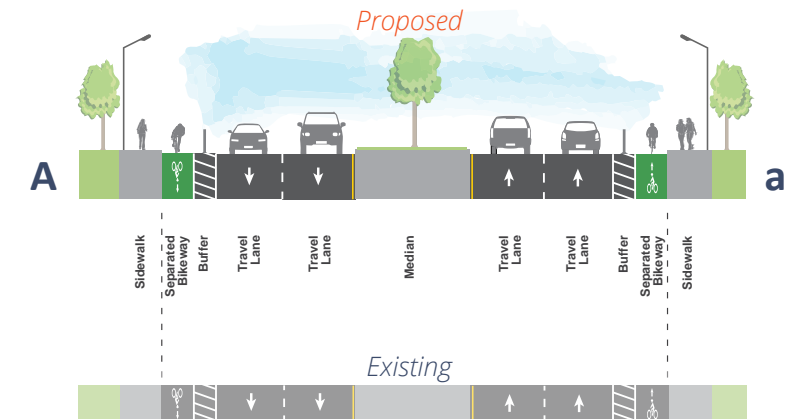 Proposed
A
a
Sidewalk
Separated
Bikeway
Buffer
Travel
Lane
Travel
Lane
Median
Travel
Lane
Travel
Lane
Buffer
Separated
Bikeway
Sidewalk
Existing